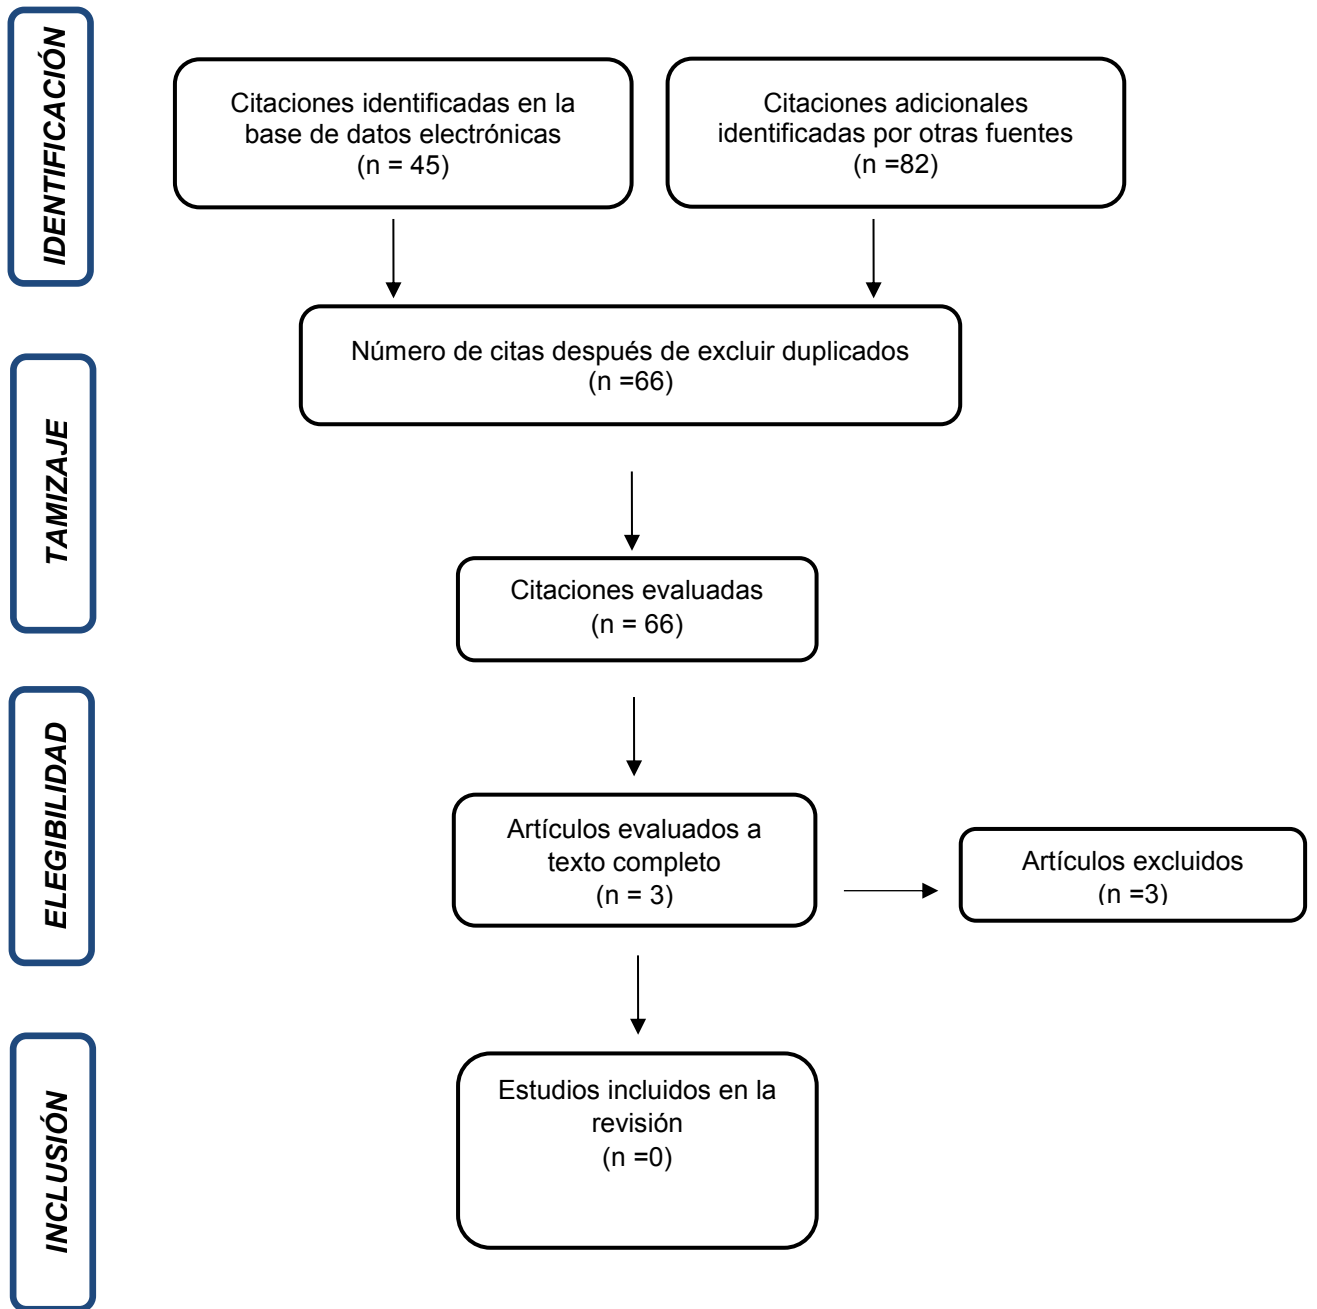 IDENTIFICACIÓN
Citaciones identificadas en la
base de datos electrónicas
(n = 45)
Citaciones adicionales
identificadas por otras fuentes
(n =82)
Número de citas después de excluir duplicados
(n =66)
TAMIZAJE
Citaciones evaluadas
(n = 66)
ELEGIBILIDAD
Artículos evaluados a
texto completo
(n = 3)
Artículos excluidos
(n =3)
INCLUSIÓN
Estudios incluidos en la
revisión
(n =0)